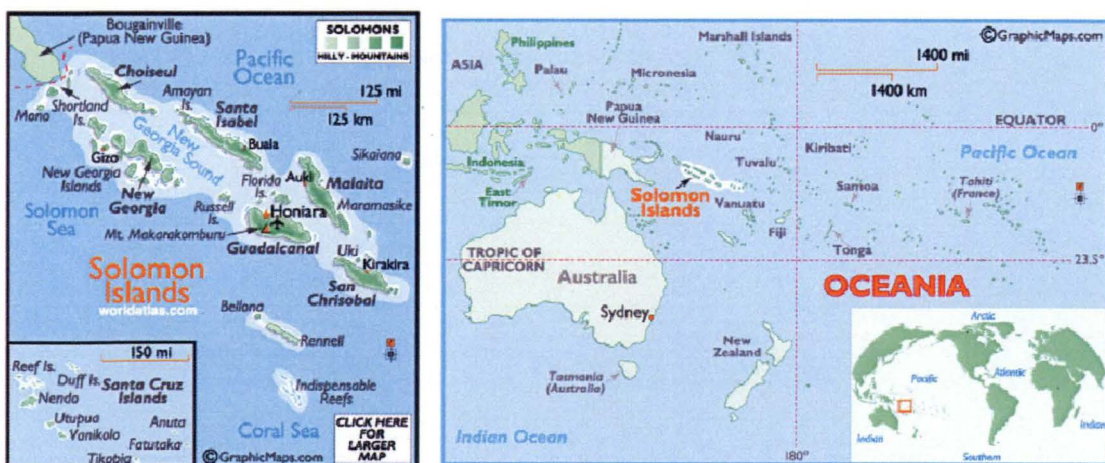 Bougainville
(Papua New Guinea)
SOLOMONS
HILLY - MOUNTAINS
Pacific
Ocean
Choiseul
Amayan
Is.
125 mi
125 km
Shortland
Is.
Mono
Santa
Isabel
New
Georgia Sound
Buala
Sikaiana
Gizo
New Georgia
Islands
New
Georgia
Florida
Is.
Auki
Malaita
Maramasike
Solomon
Sea
Russell
Is.
Honiara
Mt. Makarakomburu
Guadalcanal
Uki
Kirakira
San
Chrisobal
Solomon
Islands
worldatlas.com
Bellona
Rennell
150 mi
Reef Is.
Duff Is.
Santa Cruz
Islands
Nendo
Utupua
Vanikolo
Anuta
Fatutaka
Tikopia
Indispensable
Reefs
Coral Sea
CLICK HERE
FOR
LARGER
MAP
©GraphicMaps.com
©GraphicMaps.com
Philippines
Marshall Islands
1400 mi
1400 km
ASIA
Palau
Micronesia
Papua
New Guinea
0°
EQUATOR
Nauru
Kiribati
Pacific Ocean
Indonesia
Tuvalu
East
Timor
Solomon
Islands
Samoa
Tahiti
(France)
Vanuatu
Fiji
Tonga
TROPIC OF
CAPRICORN
23.5°
Australia
OCEANIA
Sydney
New
Zealand
Tasmania
(Australia)
Arctic
Pacific
Atlantic
Indian
Indian
Southern
Indian Ocean
180°